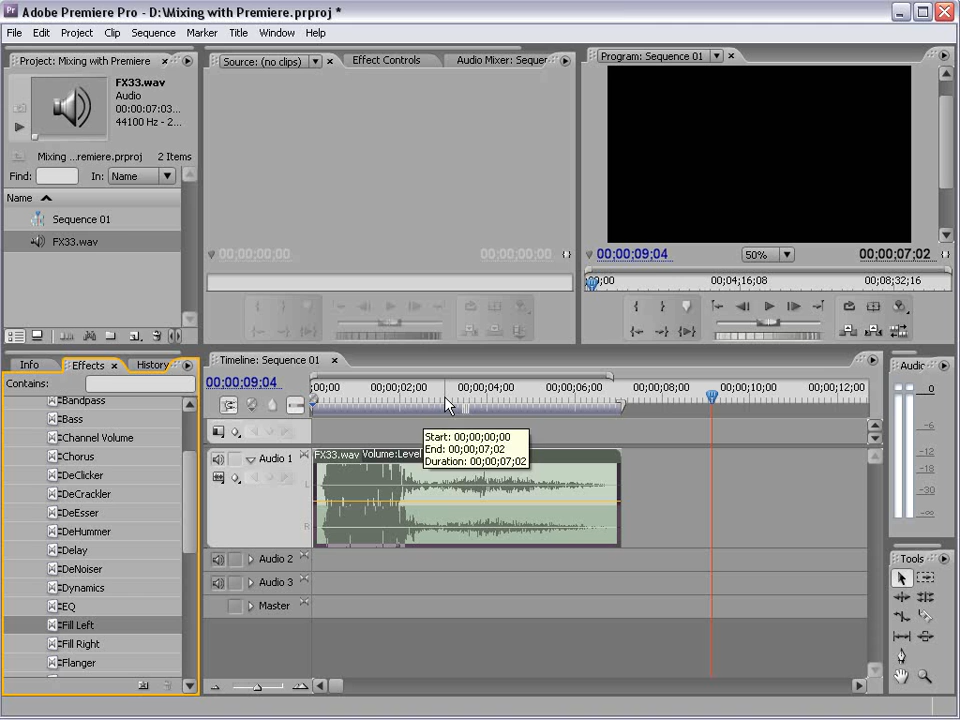 Adobe Premiere Pro - D:\Mixing with Premiere.prproj *
File Edit Project Clip Sequence Marker Title Window Help
Project: Mixing with Premiere
FX33.wav
Audio
00:00:07:03...
44100 Hz - 2...
Mixing ...remiere.prproj 2 Items
Find: In: Name
Name
Sequence 01
FX33.wav
Source: (no clips) Effect Controls Audio Mixer: Sequer
00;00;00;00 00;00;00;00
Program: Sequence 01
00;00;09;04 50% 00;00;07;02
;00 00;04;16;08 00;08;32;16
Info Effects History
Contains:
Bandpass
Bass
Channel Volume
Chorus
DeClicker
DeCrackler
DeEsser
DeHummer
Delay
DeNoiser
Dynamics
EQ
Fill Left
Fill Right
Flanger
Timeline: Sequence 01
00;00;09;04
;00;00 00;00;02;00 00;00;04;00 00;00;06;00 00;00;08;00 00;00;10;00 00;00;12;00
Start: 00;00;00;00
End: 00;00;07;02
Duration: 00;00;07;02
Audio 1
FX33.wav Volume:Level
L
R
Audio 2
Audio 3
Master
Audio
0
-6
-12
-18
-30
-∞
Tools